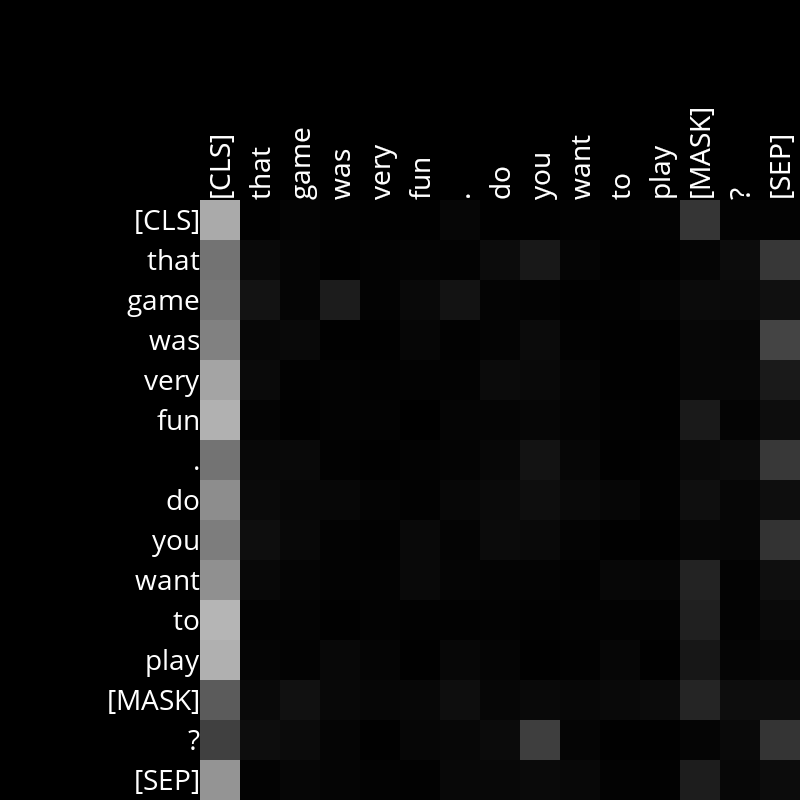 [CLS] that game was very fun . do you want to play [MASK] ? [SEP]
[CLS]
that
game
was
very
fun
.
do
you
want
to
play
[MASK]
?
[SEP]